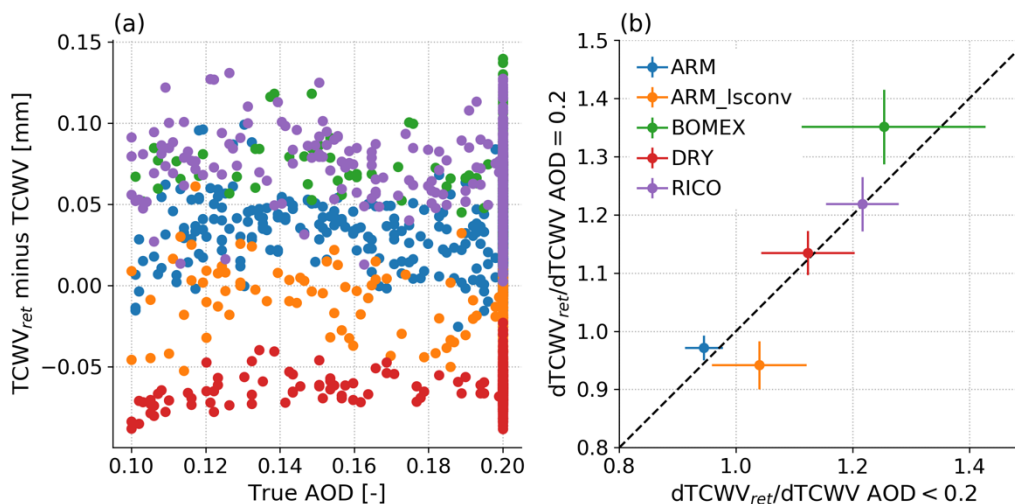 (a)
TCWV_ret minus TCWV [mm]
0.15
0.10
0.05
0.00
−0.05
0.10 0.12 0.14 0.16 0.18 0.20
True AOD [-]
(b)
dTCWV_ret/dTCWV AOD = 0.2
1.5
1.4
1.3
1.2
1.1
1.0
0.9
0.8
ARM
ARM_lsconv
BOMEX
DRY
RICO
0.8 1.0 1.2 1.4
dTCWV_ret/dTCWV AOD < 0.2